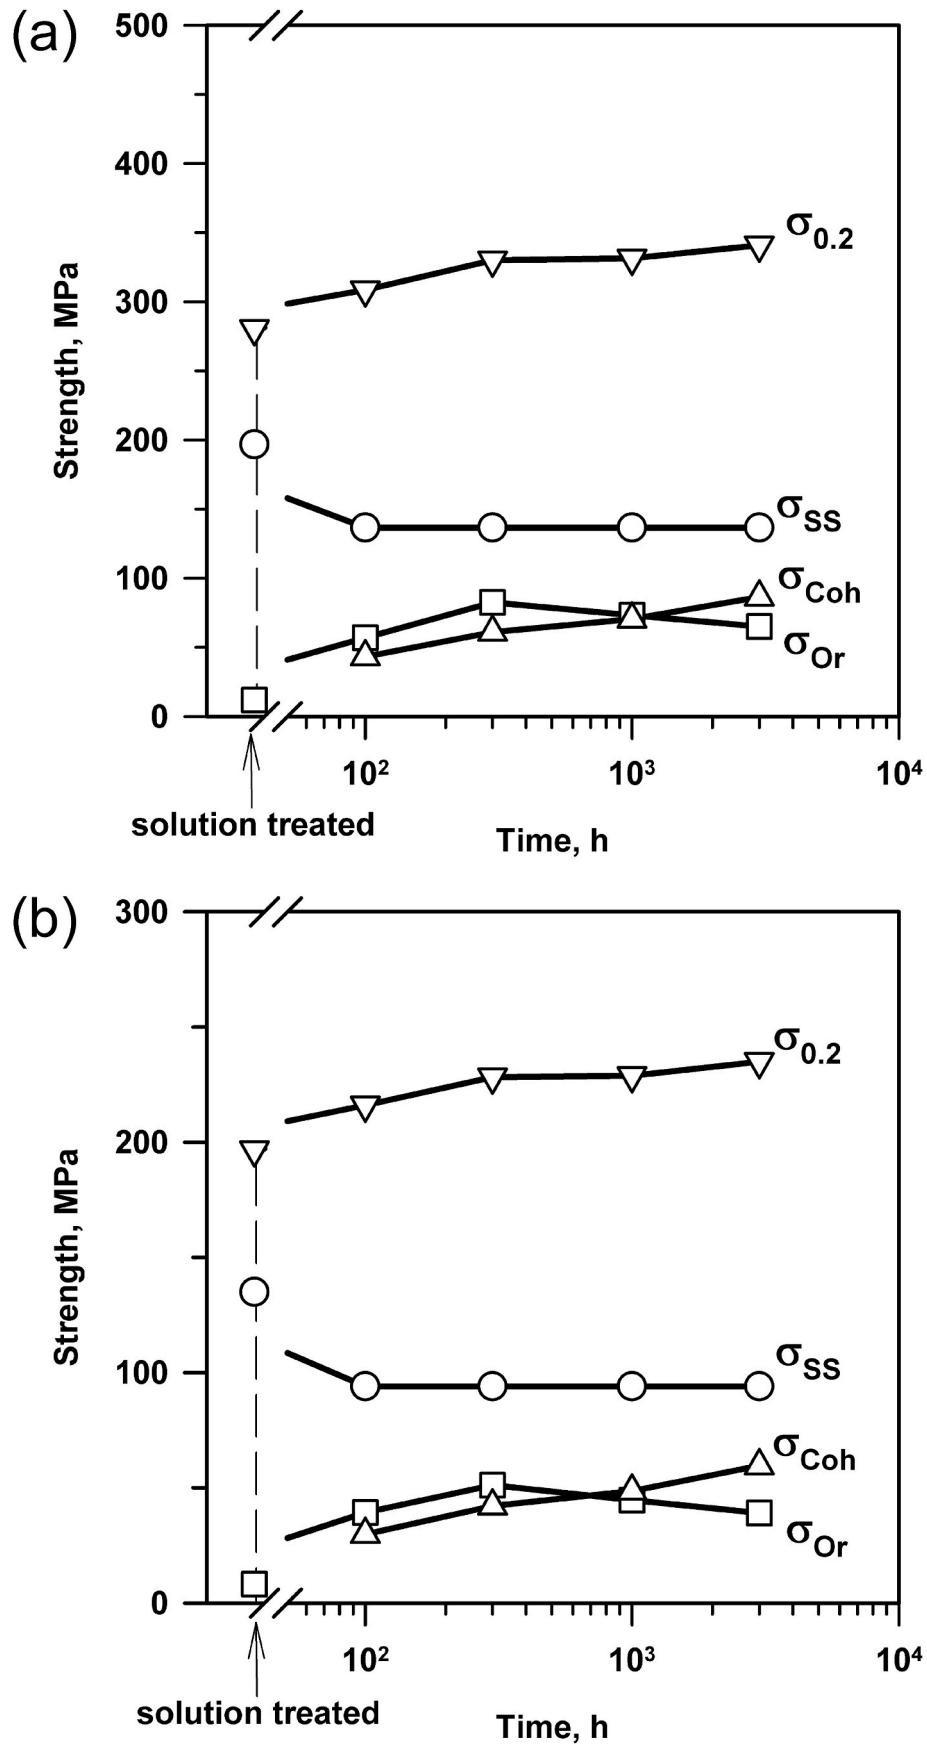 (a)
500
400
300
200
100
0
Strength, MPa
σ0.2
σSS
σCoh
σOr
10²
10³
10⁴
solution treated
Time, h
(b)
300
200
100
0
Strength, MPa
σ0.2
σSS
σCoh
σOr
10²
10³
10⁴
solution treated
Time, h